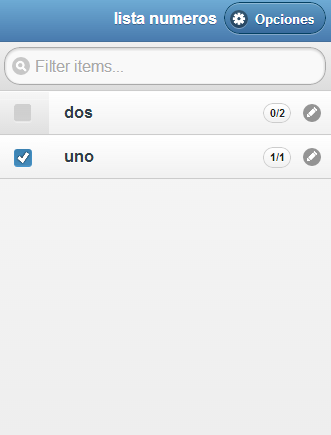 lista numeros Opciones
Filter items...
dos 0/2
uno 1/1